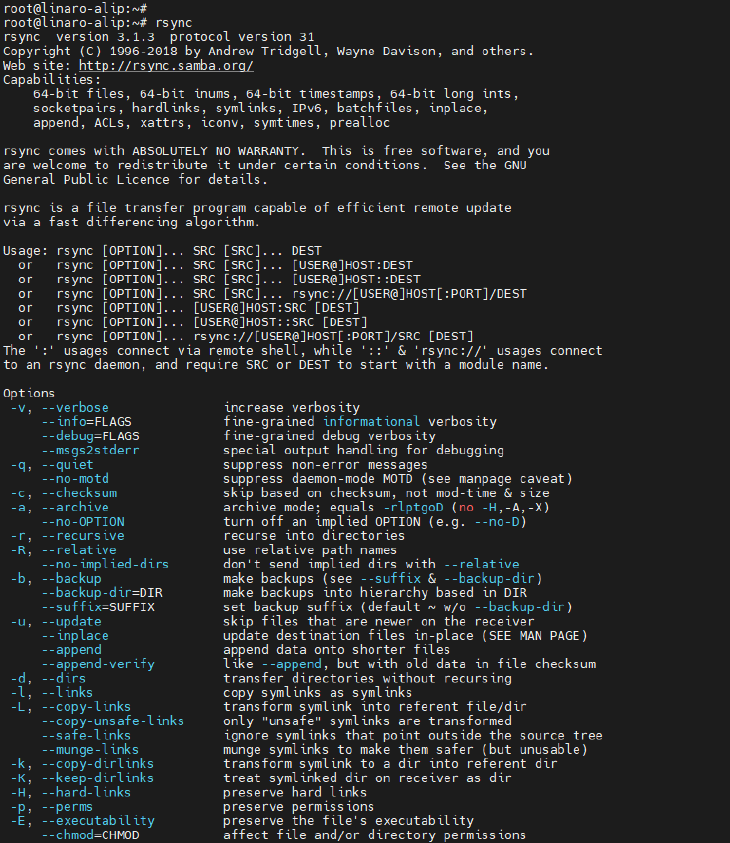 root@linaro-alip:~#
root@linaro-alip:~# rsync
rsync  version 3.1.3  protocol version 31
Copyright (C) 1996-2018 by Andrew Tridgell, Wayne Davison, and others.
Web site: http://rsync.samba.org/
Capabilities:
    64-bit files, 64-bit inums, 64-bit timestamps, 64-bit long ints,
    socketpairs, hardlinks, symlinks, IPv6, batchfiles, inplace,
    append, ACLs, xattrs, iconv, symtimes, prealloc

rsync comes with ABSOLUTELY NO WARRANTY.  This is free software, and you
are welcome to redistribute it under certain conditions.  See the GNU
General Public Licence for details.

rsync is a file transfer program capable of efficient remote update
via a fast differencing algorithm.

Usage: rsync [OPTION]... SRC [SRC]... DEST
  or   rsync [OPTION]... SRC [SRC]... [USER@]HOST:DEST
  or   rsync [OPTION]... SRC [SRC]... [USER@]HOST::DEST
  or   rsync [OPTION]... SRC [SRC]... rsync://[USER@]HOST[:PORT]/DEST
  or   rsync [OPTION]... [USER@]HOST:SRC [DEST]
  or   rsync [OPTION]... [USER@]HOST::SRC [DEST]
  or   rsync [OPTION]... rsync://[USER@]HOST[:PORT]/SRC [DEST]
The ':' usages connect via remote shell, while '::' & 'rsync://' usages connect
to an rsync daemon, and require SRC or DEST to start with a module name.

Options
 -v, --verbose               increase verbosity
     --info=FLAGS            fine-grained informational verbosity
     --debug=FLAGS           fine-grained debug verbosity
     --msgs2stderr           special output handling for debugging
 -q, --quiet                 suppress non-error messages
     --no-motd               suppress daemon-mode MOTD (see manpage caveat)
 -c, --checksum              skip based on checksum, not mod-time & size
 -a, --archive               archive mode; equals -rlptgoD (no -H,-A,-X)
     --no-OPTION             turn off an implied OPTION (e.g. --no-D)
 -r, --recursive             recurse into directories
 -R, --relative              use relative path names
     --no-implied-dirs       don't send implied dirs with --relative
 -b, --backup                make backups (see --suffix & --backup-dir)
     --backup-dir=DIR        make backups into hierarchy based in DIR
     --suffix=SUFFIX         set backup suffix (default ~ w/o --backup-dir)
 -u, --update                skip files that are newer on the receiver
     --inplace               update destination files in-place (SEE MAN PAGE)
     --append                append data onto shorter files
     --append-verify         like --append, but with old data in file checksum
 -d, --dirs                  transfer directories without recursing
 -l, --links                 copy symlinks as symlinks
 -L, --copy-links            transform symlink into referent file/dir
     --copy-unsafe-links     only "unsafe" symlinks are transformed
     --safe-links            ignore symlinks that point outside the source tree
     --munge-links           munge symlinks to make them safer (but unusable)
 -k, --copy-dirlinks         transform symlink to a dir into referent dir
 -K, --keep-dirlinks         treat symlinked dir on receiver as dir
 -H, --hard-links            preserve hard links
 -p, --perms                 preserve permissions
 -E, --executability         preserve the file's executability
     --chmod=CHMOD           affect file and/or directory permissions